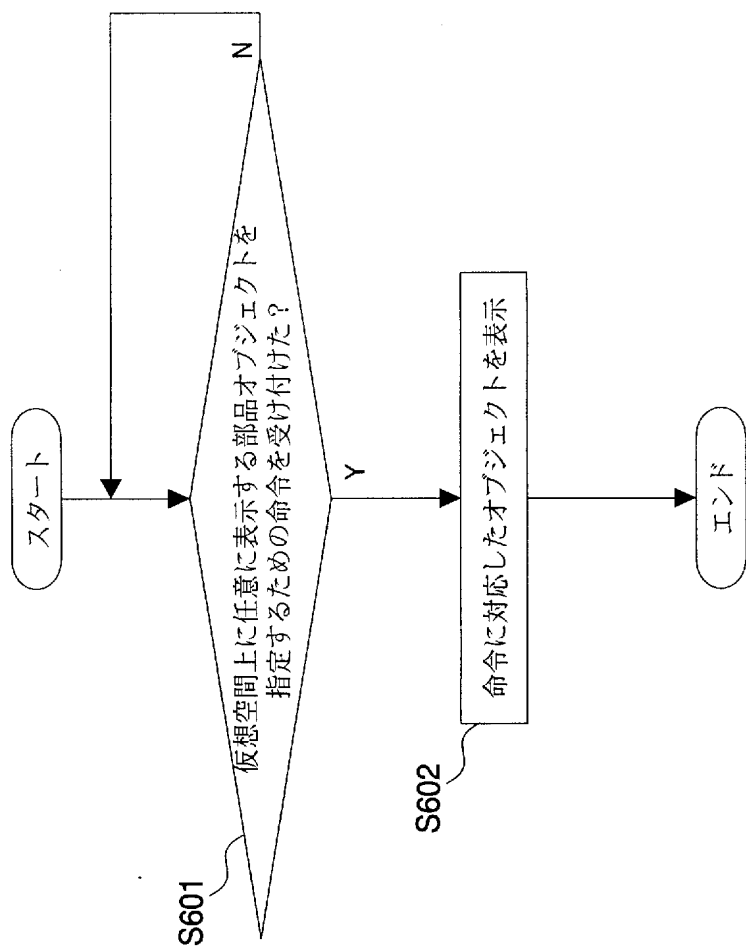 スタート
S601
仮想空間上に任意に表示する部品オブジェクトを
指定するための命令を受け付けた？
N
Y
S602
命令に対応したオブジェクトを表示
エンド